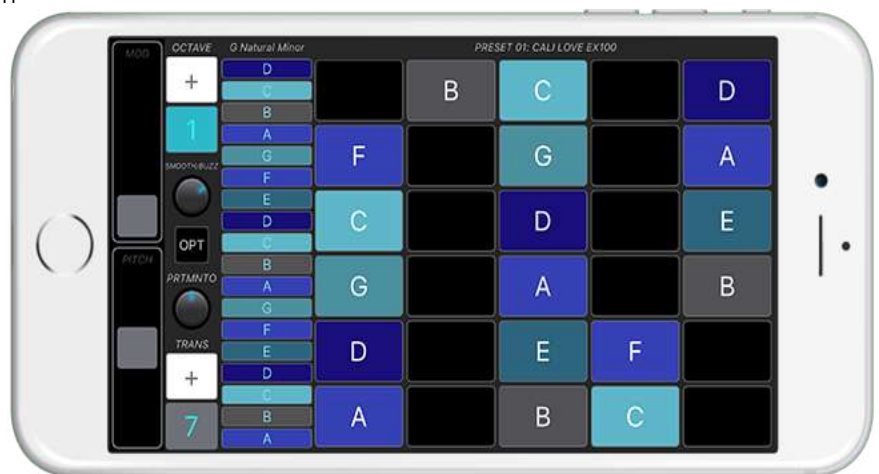 MOD
OCTAVE
G Natural Minor
PRESET 01: CALI LOVE EX100
+
1
SMOOTH/BUZZ
OPT
PITCH
PRTMNTO
TRANS
+
7
D
C
B
A
G
F
E
D
C
B
A
G
F
E
D
C
B
A
B C D
F G A
C D E
G A B
D E F
A B C